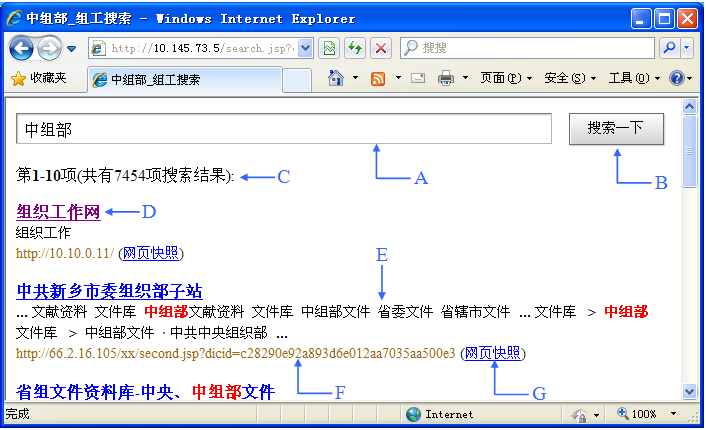 中组部_组工搜索 - Windows Internet Explorer
http://10.145.73.5/search.jsp?
搜搜
收藏夹
中组部_组工搜索
页面(P)
安全(S)
工具(O)
中组部
搜索一下
A
B
第1-10项(共有7454项搜索结果):
C
组织工作网
D
组织工作
http://10.10.0.11/ (网页快照)
E
中共新乡市委组织部子站
... 文献资料 文件库 中组部文献资料 文件库 中组部文件 省委文件 省辖市文件 ... 文件库 > 中组部
文件库 > 中组部文件 · 中共中央组织部 ...
http://66.2.16.105/xx/second.jsp?dicid=c28290e92a893d6e012aa7035aa500e3 (网页快照)
F
G
省组文件资料库-中央、中组部文件
完成
Internet
100%